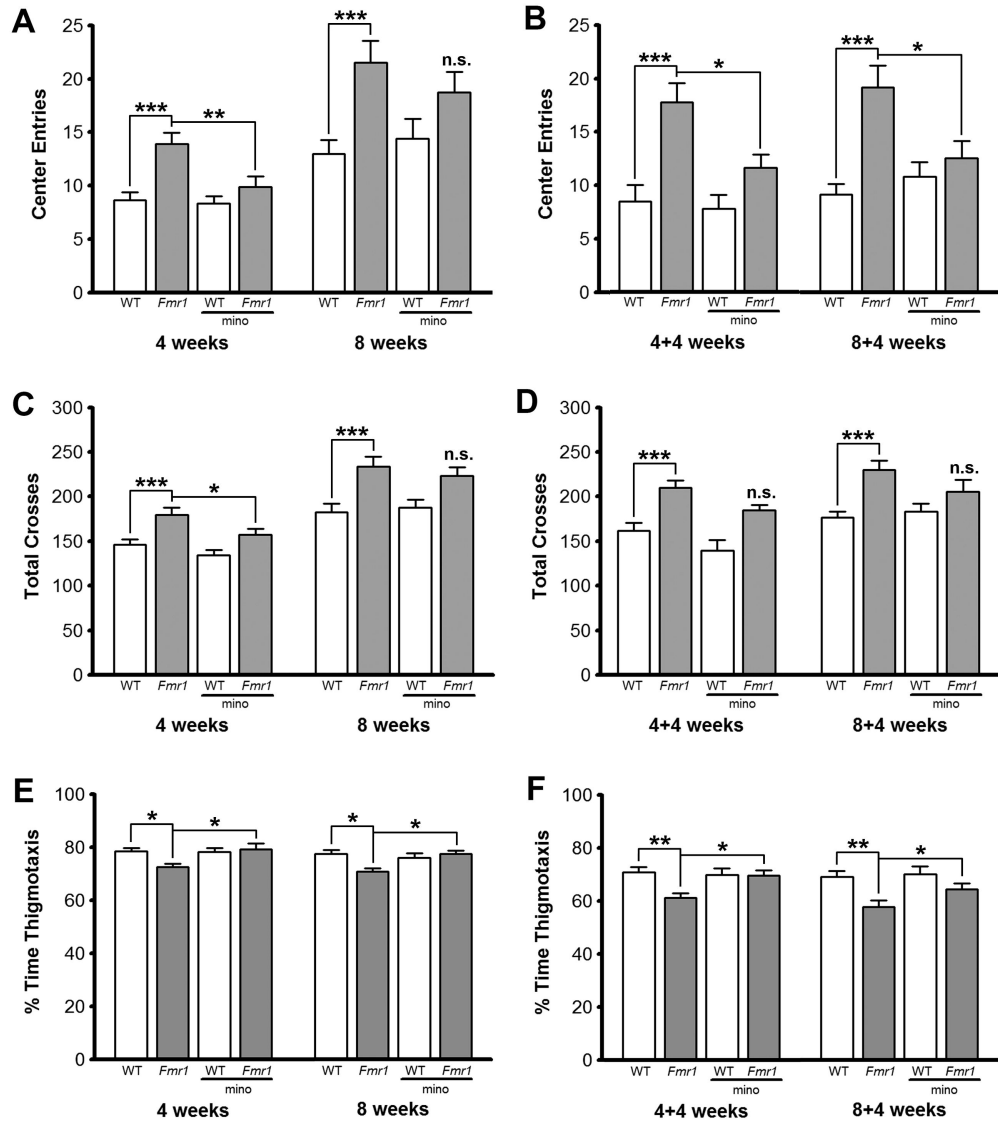 A
Center Entries
25
20
15
10
5
0
***
**
***
n.s.
WT Fmr1 WT Fmr1 WT Fmr1 WT Fmr1
mino mino
4 weeks 8 weeks
B
Center Entries
25
20
15
10
5
0
***
*
***
*
WT Fmr1 WT Fmr1 WT Fmr1 WT Fmr1
mino mino
4+4 weeks 8+4 weeks
C
Total Crosses
300
250
200
150
100
50
0
***
*
***
n.s.
WT Fmr1 WT Fmr1 WT Fmr1 WT Fmr1
mino mino
4 weeks 8 weeks
D
Total Crosses
300
250
200
150
100
50
0
***
n.s.
***
n.s.
WT Fmr1 WT Fmr1 WT Fmr1 WT Fmr1
mino mino
4+4 weeks 8+4 weeks
E
% Time Thigmotaxis
100
80
60
40
20
0
*
*
*
*
WT Fmr1 WT Fmr1 WT Fmr1 WT Fmr1
mino mino
4 weeks 8 weeks
F
% Time Thigmotaxis
100
80
60
40
20
0
**
*
**
*
WT Fmr1 WT Fmr1 WT Fmr1 WT Fmr1
mino mino
4+4 weeks 8+4 weeks